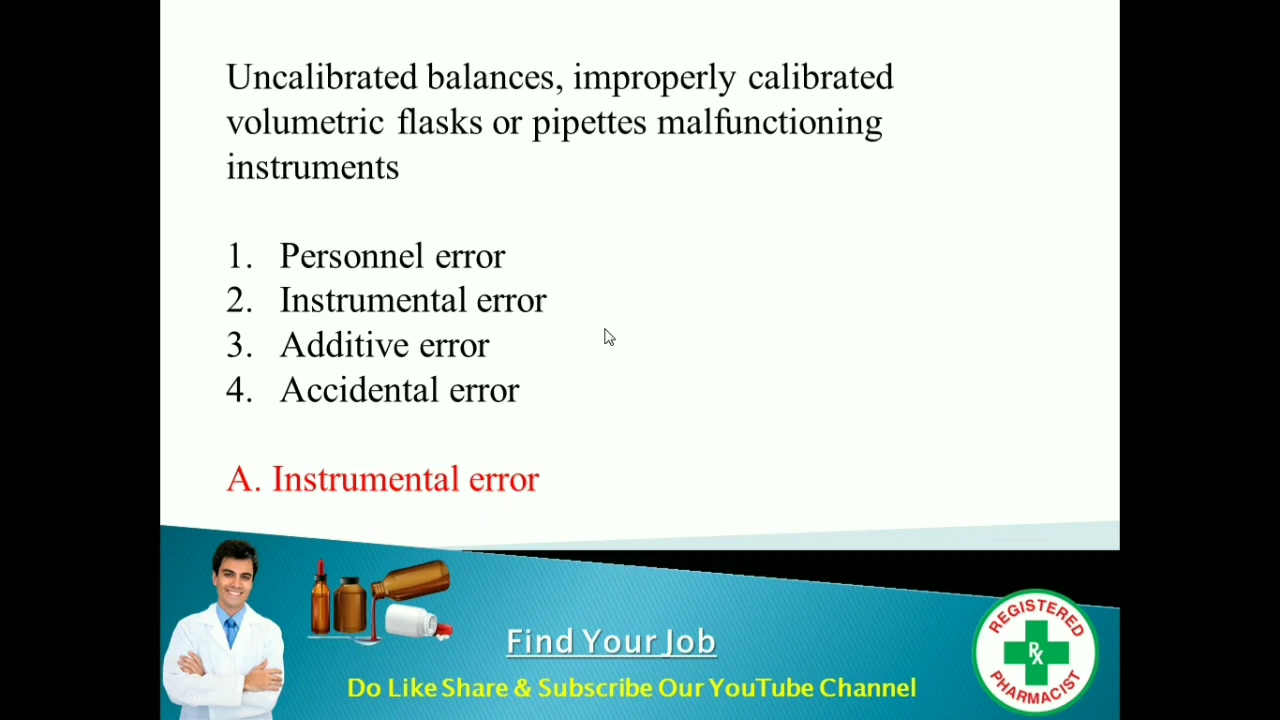 Uncalibrated balances, improperly calibrated
volumetric flasks or pipettes malfunctioning
instruments
1. Personnel error
2. Instrumental error
3. Additive error
4. Accidental error
A. Instrumental error
Find Your Job
Do Like Share & Subscribe Our YouTube Channel
REGISTERED
Rx
PHARMACIST